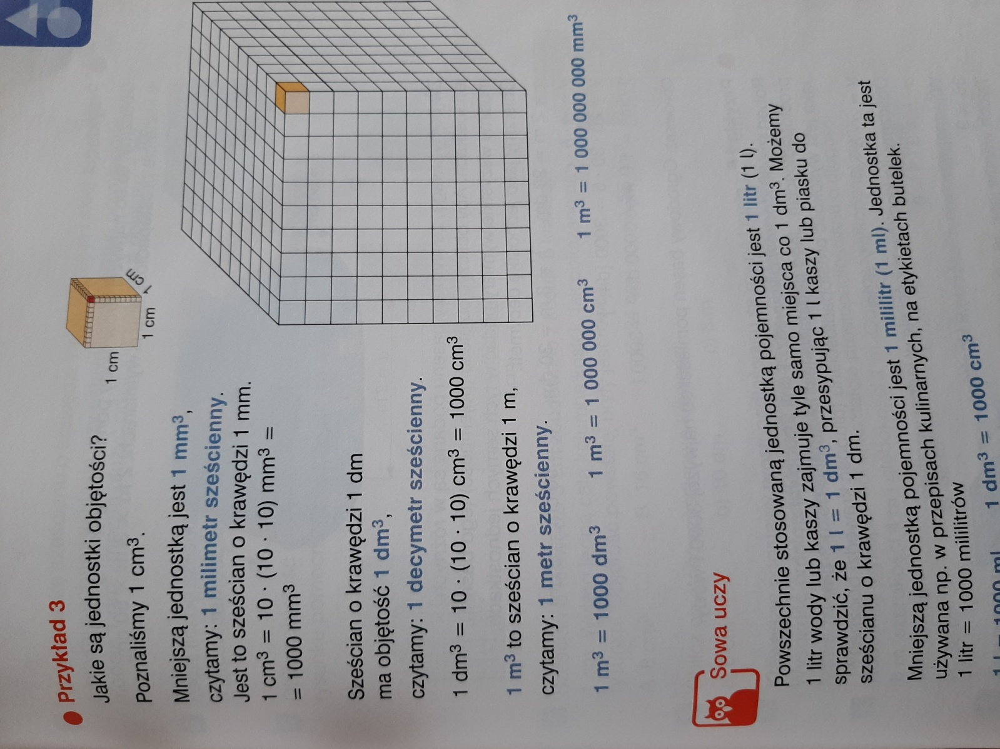 Przykład 3
Jakie są jednostki objętości?
Poznaliśmy 1 cm³.
1 cm
1 cm
1 cm
Mniejszą jednostką jest 1 mm³,
czytamy: 1 milimetr sześcienny.
Jest to sześcian o krawędzi 1 mm.
1 cm³ = 10 · (10 · 10) mm³ =
= 1000 mm³
Sześcian o krawędzi 1 dm
ma objętość 1 dm³,
czytamy: 1 decymetr sześcienny.
1 dm³ = 10 · (10 · 10) cm³ = 1000 cm³
1 m³ to sześcian o krawędzi 1 m,
czytamy: 1 metr sześcienny.
1 m³ = 1000 dm³ 1 m³ = 1 000 000 cm³ 1 m³ = 1 000 000 000 mm³
Sowa uczy
Powszechnie stosowaną jednostką pojemności jest 1 litr (1 l).
1 litr wody lub kaszy zajmuje tyle samo miejsca co 1 dm³. Możemy
sprawdzić, że 1 l = 1 dm³, przesypując 1 l kaszy lub piasku do
sześcianu o krawędzi 1 dm.
Mniejszą jednostką pojemności jest 1 mililitr (1 ml). Jednostka ta jest
używana np. w przepisach kulinarnych, na etykietach butelek.
1 litr = 1000 mililitrów
1 l = 1000 ml 1 dm³ = 1000 cm³